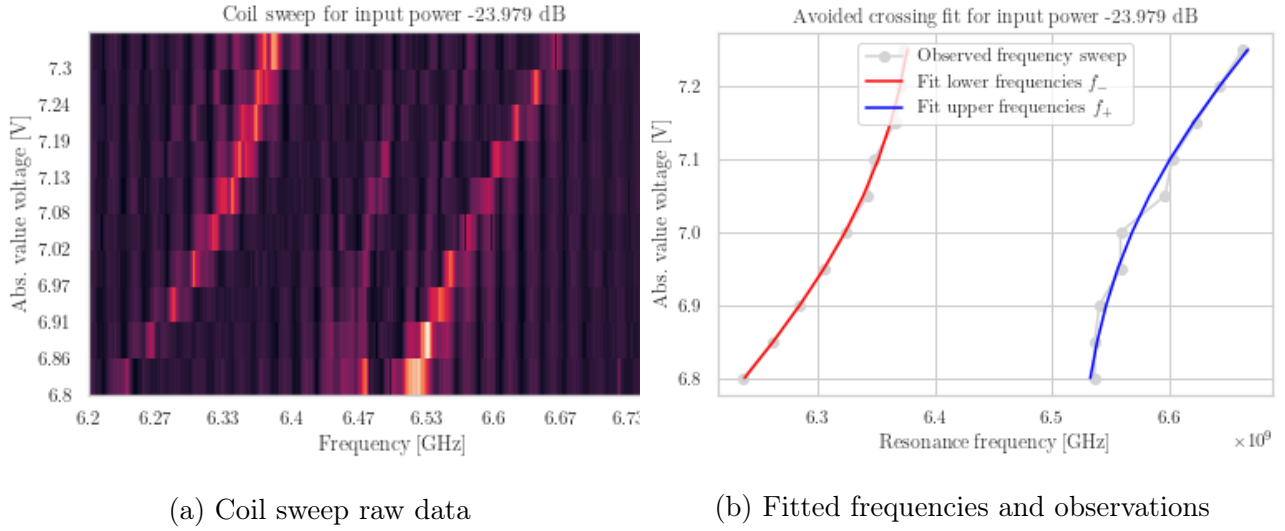 Coil sweep for input power -23.979 dB
Abs. value voltage [V]
7.3
7.24
7.19
7.13
7.08
7.02
6.97
6.91
6.86
6.8
6.2 6.27 6.33 6.4 6.47 6.53 6.6 6.67 6.73
Frequency [GHz]
(a) Coil sweep raw data
Avoided crossing fit for input power -23.979 dB
Observed frequency sweep
Fit lower frequencies f₋
Fit upper frequencies f₊
Abs. value voltage [V]
7.2
7.1
7.0
6.9
6.8
6.3 6.4 6.5 6.6
Resonance frequency [GHz]
×10⁹
(b) Fitted frequencies and observations